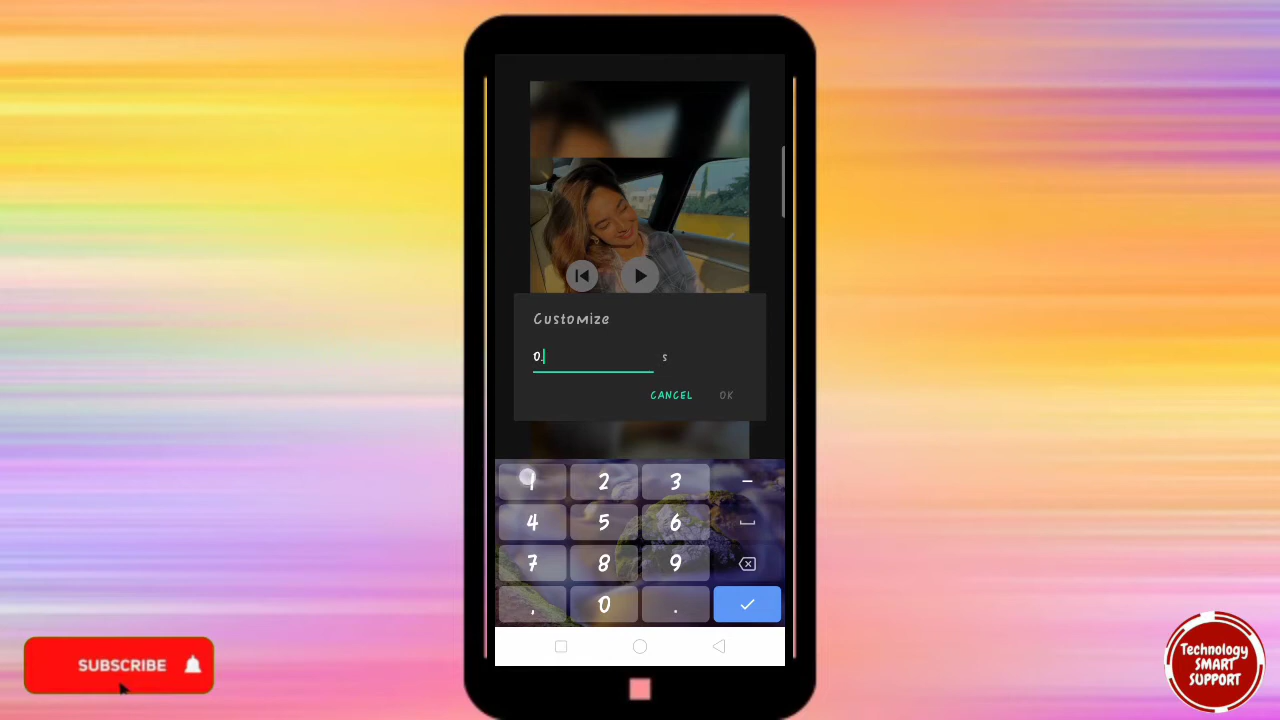 Customize
0.
s
CANCEL OK
1 2 3 -
4 5 6
7 8 9
, 0 .
SUBSCRIBE
Technology
SMART
SUPPORT